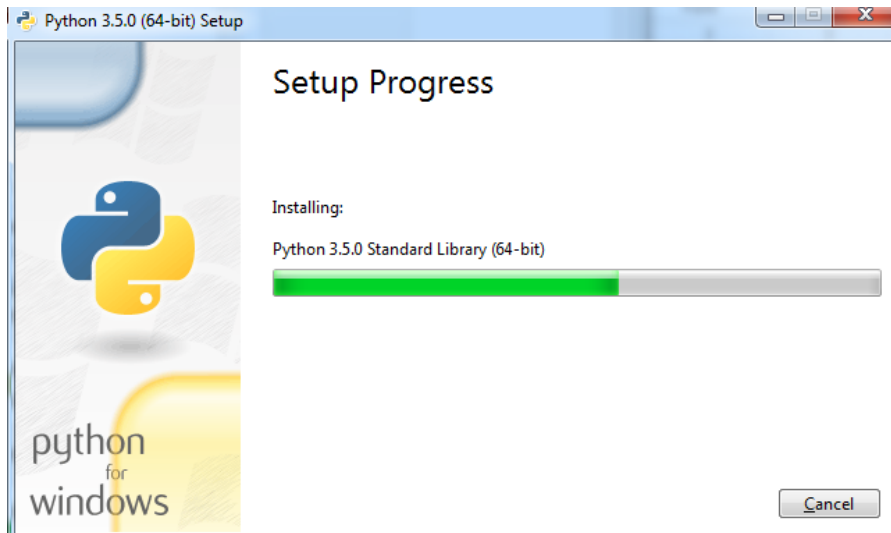 Python 3.5.0 (64-bit) Setup
Setup Progress
Installing:
Python 3.5.0 Standard Library (64-bit)
python
for
windows
Cancel